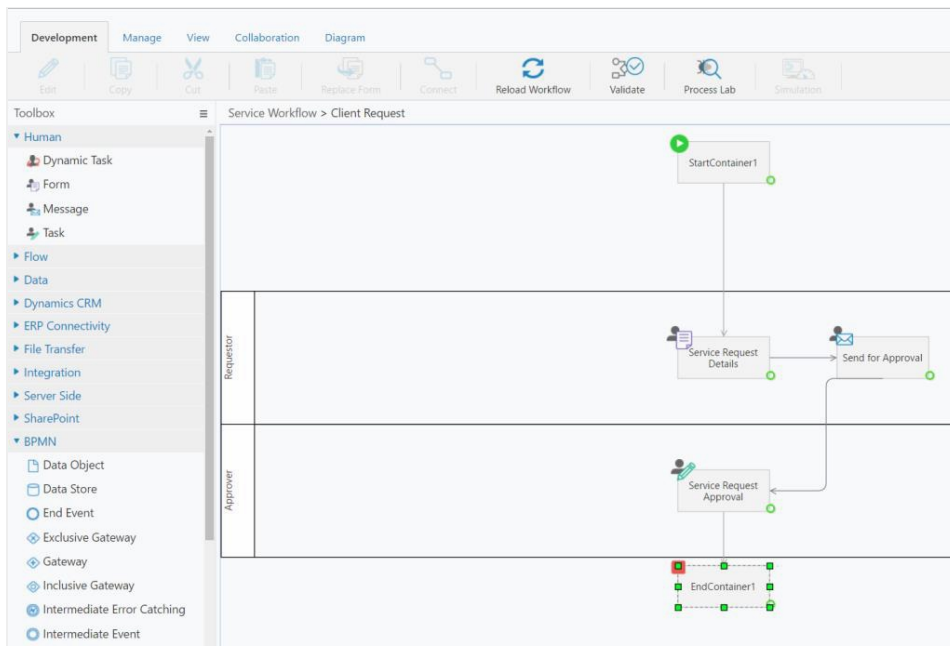 Development Manage View Collaboration Diagram
Edit Copy Cut Paste Replace Form Connect Reload Workflow Validate Process Lab Simulation
Toolbox
Service Workflow > Client Request
Human
Dynamic Task
Form
Message
Task
Flow
Data
Dynamics CRM
ERP Connectivity
File Transfer
Integration
Server Side
SharePoint
BPMN
Data Object
Data Store
End Event
Exclusive Gateway
Gateway
Inclusive Gateway
Intermediate Error Catching
Intermediate Event
StartContainer1
Requestor
Service Request
Details
Send for Approval
Approver
Service Request
Approval
EndContainer1